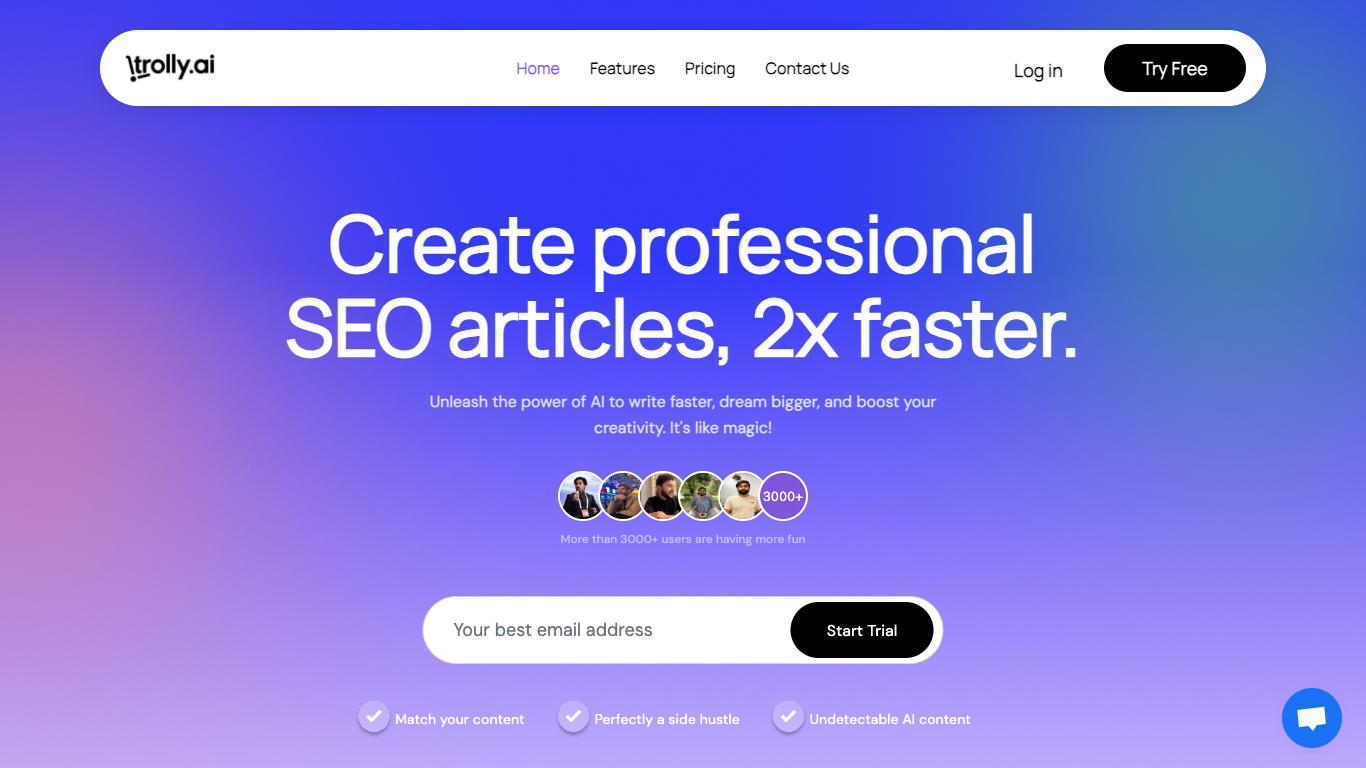 trolly.ai
Home
Features
Pricing
Contact Us
Log in
Try Free
Create professional
SEO articles, 2x faster.
Unleash the power of AI to write faster, dream bigger, and boost your
creativity. It's like magic!
3000+
More than 3000+ users are having more fun
Your best email address
Start Trial
Match your content
Perfectly a side hustle
Undetectable AI content